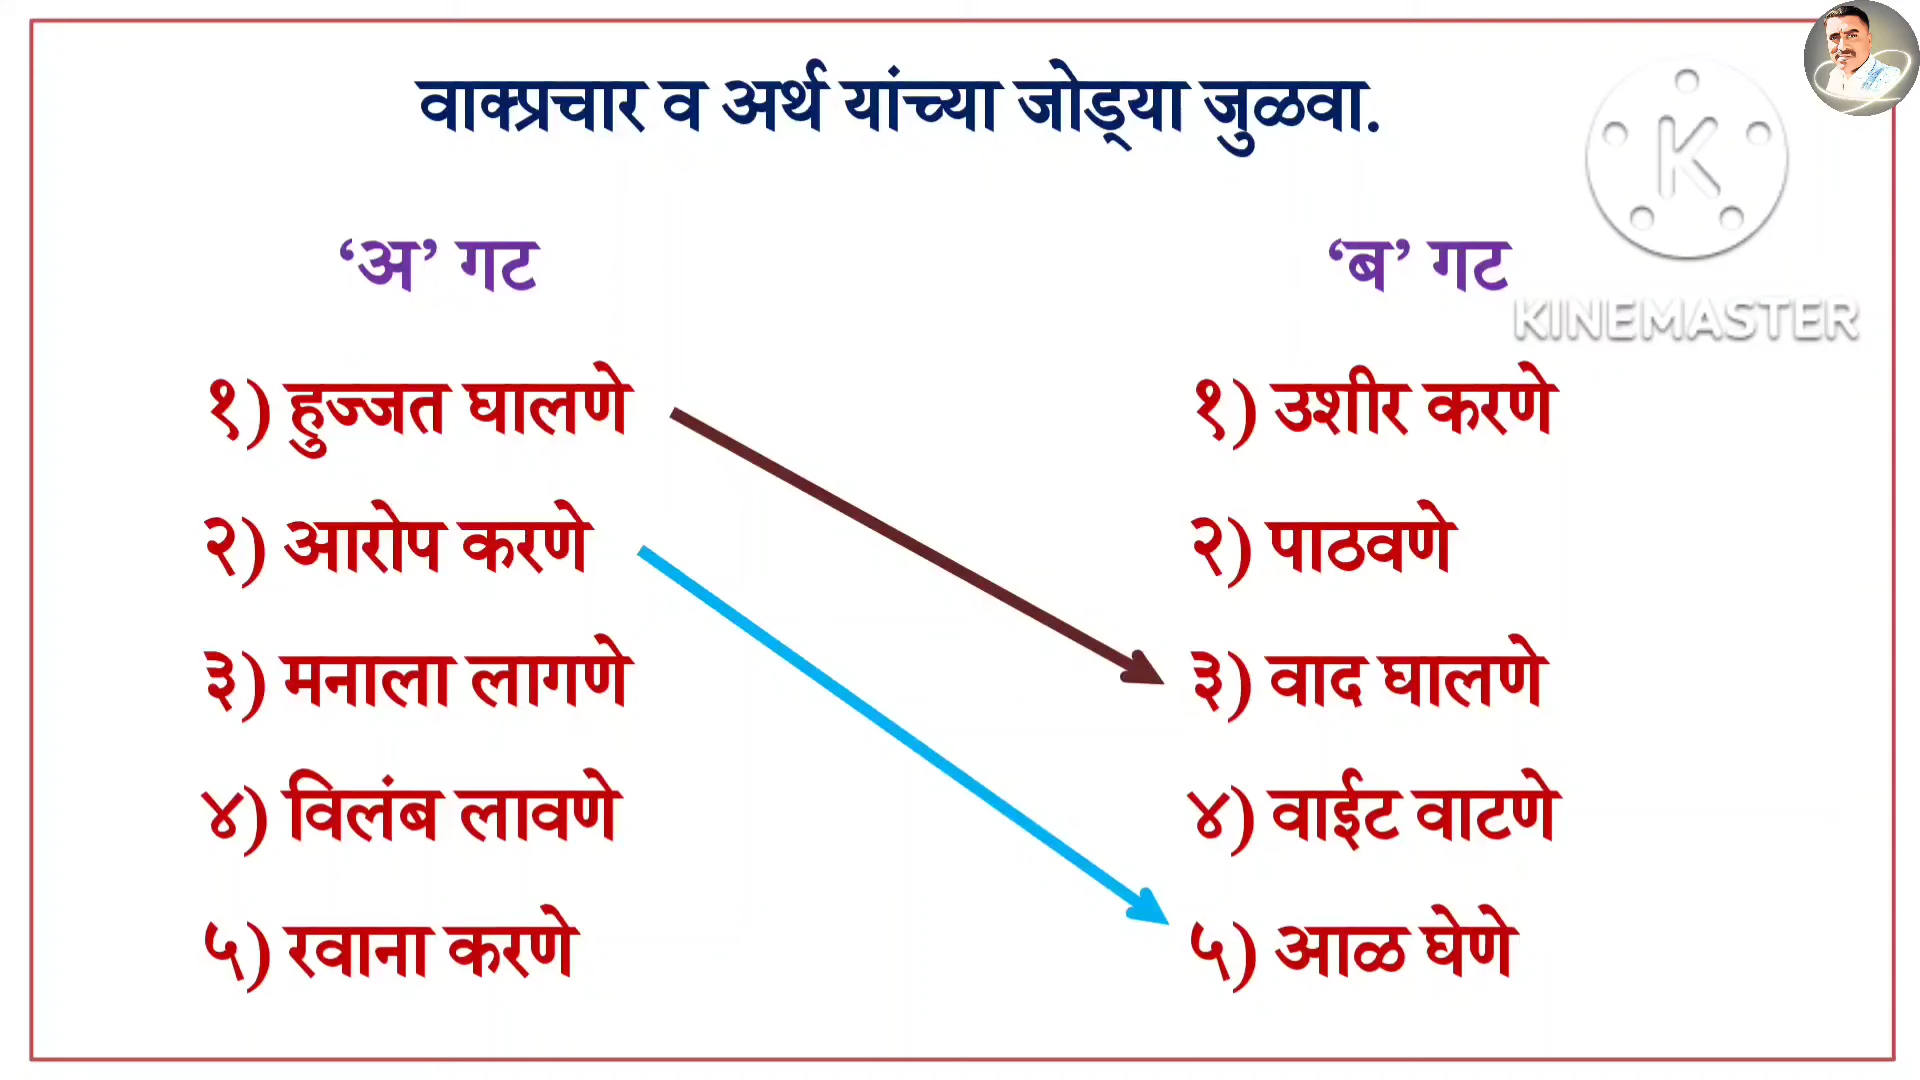 वाक्प्रचार व अर्थ यांच्या जोड्या जुळवा.
‘अ’ गट
‘ब’ गट
KINEMASTER
१) हुज्जत घालणे
१) उशीर करणे
२) आरोप करणे
२) पाठवणे
३) मनाला लागणे
३) वाद घालणे
४) विलंब लावणे
४) वाईट वाटणे
५) रवाना करणे
५) आळ घेणे